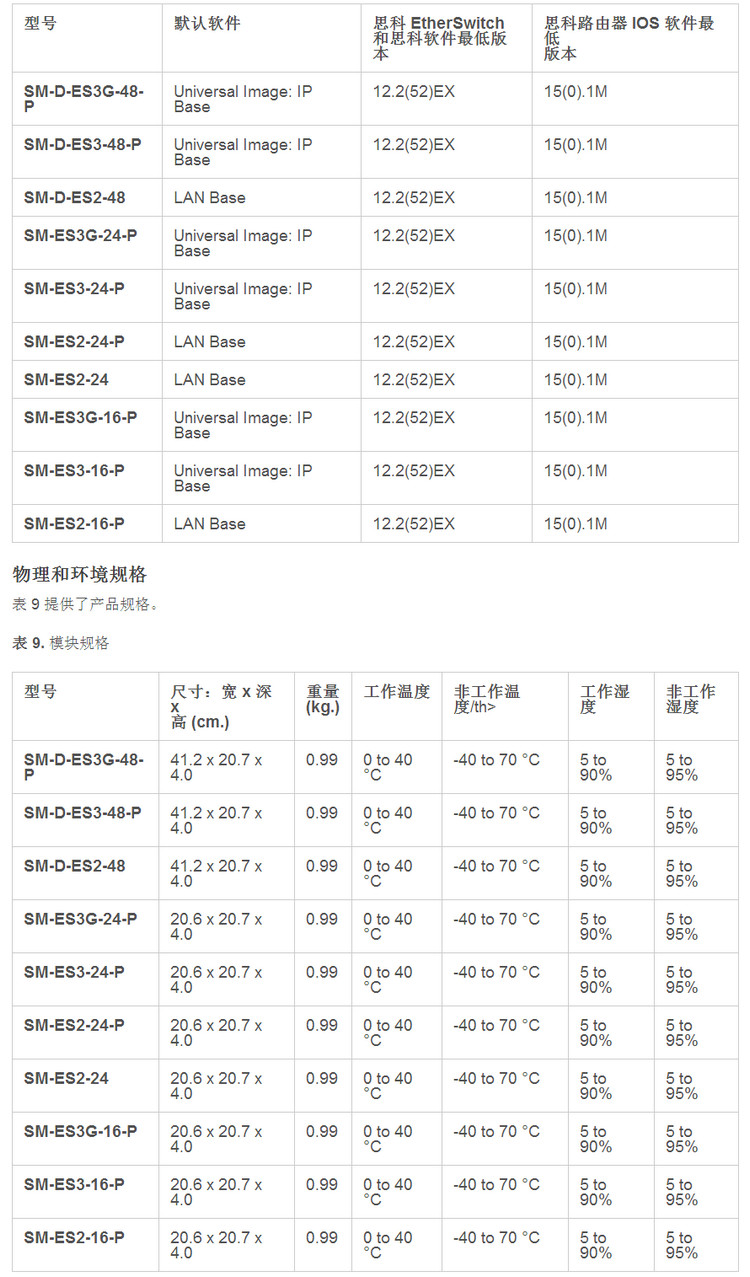 型号 默认软件 思科 EtherSwitch 和思科软件最低版本 思科路由器 IOS 软件最低版本
SM-D-ES3G-48-P Universal Image: IP Base 12.2(52)EX 15(0).1M
SM-D-ES3-48-P Universal Image: IP Base 12.2(52)EX 15(0).1M
SM-D-ES2-48 LAN Base 12.2(52)EX 15(0).1M
SM-ES3G-24-P Universal Image: IP Base 12.2(52)EX 15(0).1M
SM-ES3-24-P Universal Image: IP Base 12.2(52)EX 15(0).1M
SM-ES2-24-P LAN Base 12.2(52)EX 15(0).1M
SM-ES2-24 LAN Base 12.2(52)EX 15(0).1M
SM-ES3G-16-P Universal Image: IP Base 12.2(52)EX 15(0).1M
SM-ES3-16-P Universal Image: IP Base 12.2(52)EX 15(0).1M
SM-ES2-16-P LAN Base 12.2(52)EX 15(0).1M
物理和环境规格
表 9 提供了产品规格。
表 9. 模块规格
型号 尺寸：宽 x 深 x 高 (cm.) 重量 (kg.) 工作温度 非工作温度/th> 工作湿度 非工作湿度
SM-D-ES3G-48-P 41.2 x 20.7 x 4.0 0.99 0 to 40 °C -40 to 70 °C 5 to 90% 5 to 95%
SM-D-ES3-48-P 41.2 x 20.7 x 4.0 0.99 0 to 40 °C -40 to 70 °C 5 to 90% 5 to 95%
SM-D-ES2-48 41.2 x 20.7 x 4.0 0.99 0 to 40 °C -40 to 70 °C 5 to 90% 5 to 95%
SM-ES3G-24-P 20.6 x 20.7 x 4.0 0.99 0 to 40 °C -40 to 70 °C 5 to 90% 5 to 95%
SM-ES3-24-P 20.6 x 20.7 x 4.0 0.99 0 to 40 °C -40 to 70 °C 5 to 90% 5 to 95%
SM-ES2-24-P 20.6 x 20.7 x 4.0 0.99 0 to 40 °C -40 to 70 °C 5 to 90% 5 to 95%
SM-ES2-24 20.6 x 20.7 x 4.0 0.99 0 to 40 °C -40 to 70 °C 5 to 90% 5 to 95%
SM-ES3G-16-P 20.6 x 20.7 x 4.0 0.99 0 to 40 °C -40 to 70 °C 5 to 90% 5 to 95%
SM-ES3-16-P 20.6 x 20.7 x 4.0 0.99 0 to 40 °C -40 to 70 °C 5 to 90% 5 to 95%
SM-ES2-16-P 20.6 x 20.7 x 4.0 0.99 0 to 40 °C -40 to 70 °C 5 to 90% 5 to 95%